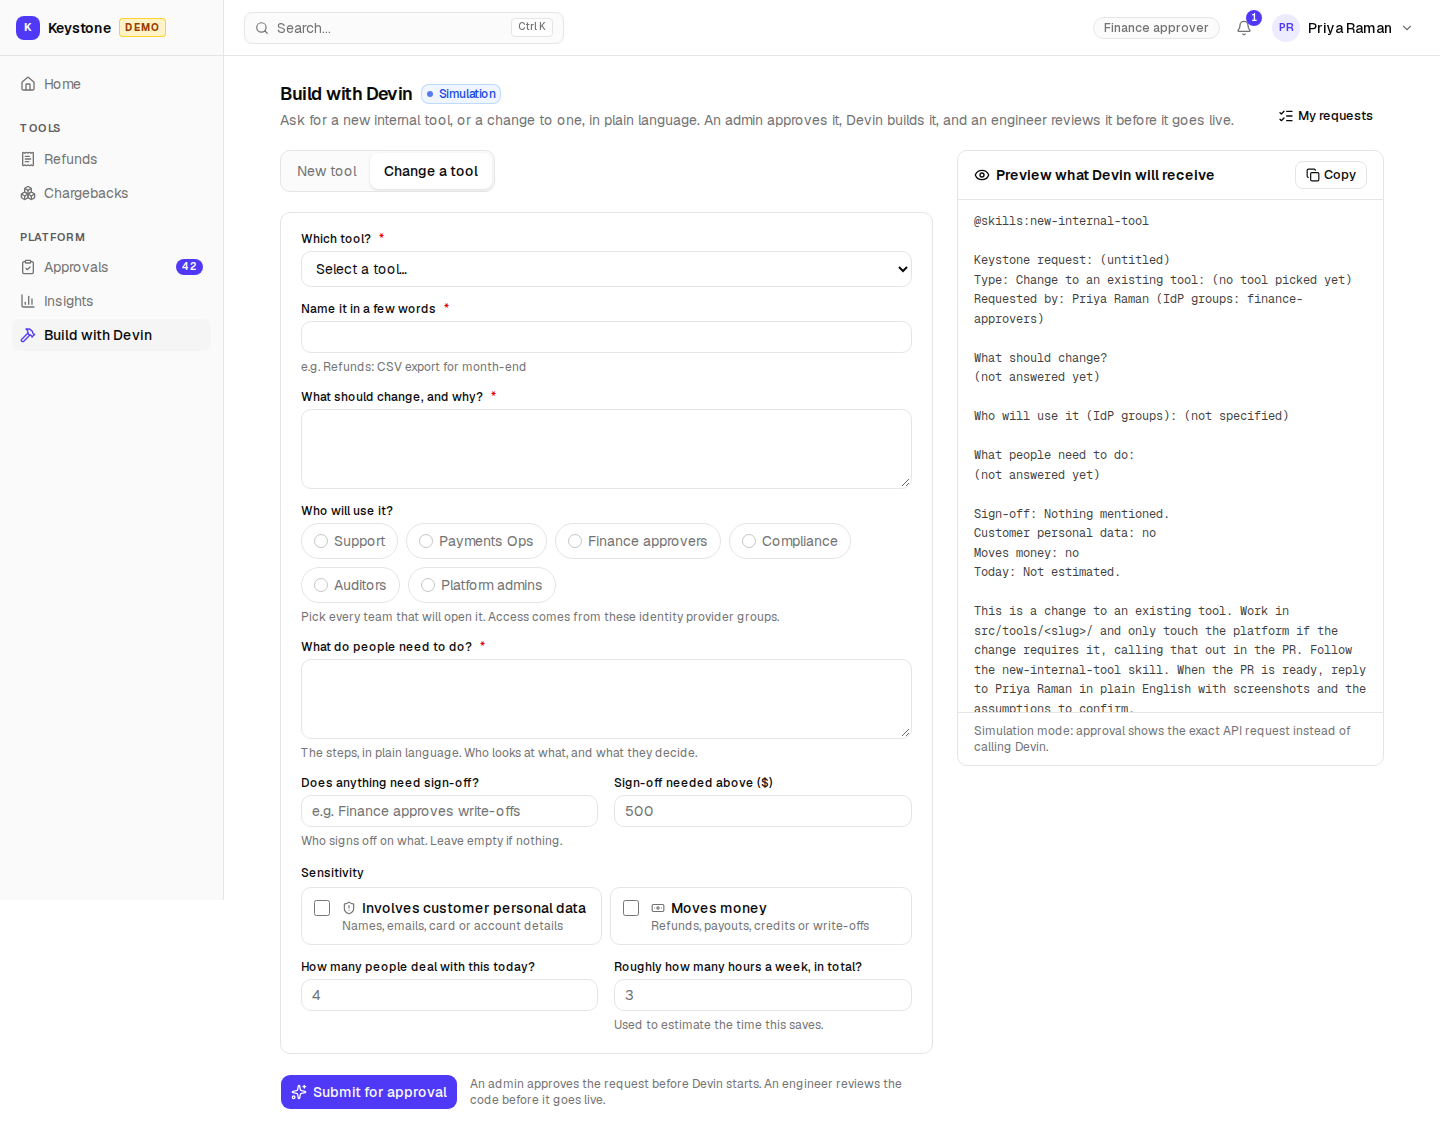 K Keystone DEMO
Search...
Ctrl K
Finance approver
1
PR Priya Raman
Home
TOOLS
Refunds
Chargebacks
PLATFORM
Approvals 42
Insights
Build with Devin
Build with Devin Simulation
Ask for a new internal tool, or a change to one, in plain language. An admin approves it, Devin builds it, and an engineer reviews it before it goes live.
My requests
New tool Change a tool
Which tool? *
Select a tool...
Name it in a few words *
e.g. Refunds: CSV export for month-end
What should change, and why? *
Who will use it?
Support Payments Ops Finance approvers Compliance
Auditors Platform admins
Pick every team that will open it. Access comes from these identity provider groups.
What do people need to do? *
The steps, in plain language. Who looks at what, and what they decide.
Does anything need sign-off? Sign-off needed above ($)
e.g. Finance approves write-offs 500
Who signs off on what. Leave empty if nothing.
Sensitivity
Involves customer personal data
Names, emails, card or account details
Moves money
Refunds, payouts, credits or write-offs
How many people deal with this today? Roughly how many hours a week, in total?
4 3
Used to estimate the time this saves.
Submit for approval
An admin approves the request before Devin starts. An engineer reviews the
code before it goes live.
Preview what Devin will receive Copy
@skills:new-internal-tool
Keystone request: (untitled)
Type: Change to an existing tool: (no tool picked yet)
Requested by: Priya Raman (IdP groups: finance-
approvers)
What should change?
(not answered yet)
Who will use it (IdP groups): (not specified)
What people need to do:
(not answered yet)
Sign-off: Nothing mentioned.
Customer personal data: no
Moves money: no
Today: Not estimated.
This is a change to an existing tool. Work in
src/tools/<slug>/ and only touch the platform if the
change requires it, calling that out in the PR. Follow
the new-internal-tool skill. When the PR is ready, reply
to Priya Raman in plain English with screenshots and the
assumptions to confirm.
Simulation mode: approval shows the exact API request instead of
calling Devin.